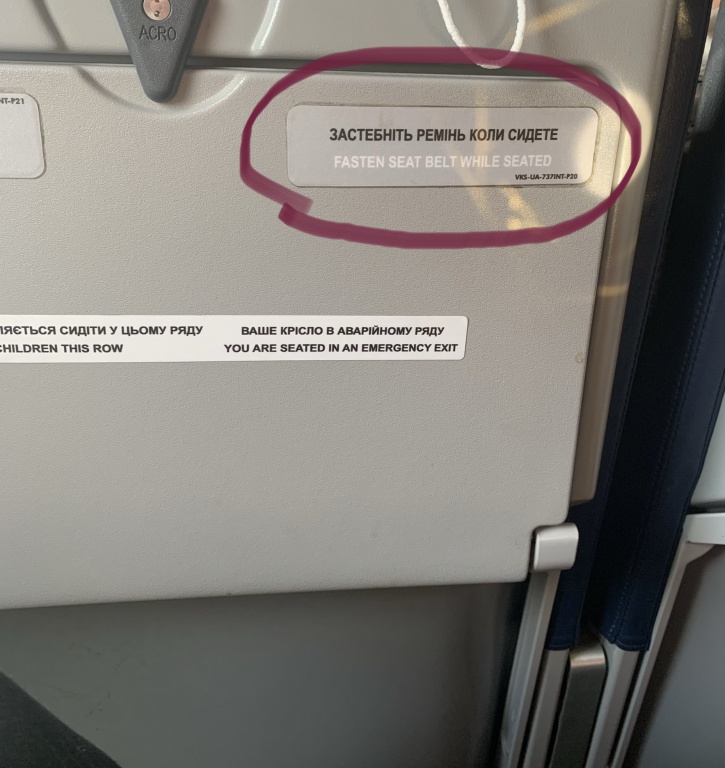 ACRO
NT-P21
ЗАСТЕБНІТЬ РЕМІНЬ КОЛИ СИДЕТЕ
FASTEN SEAT BELT WHILE SEATED
VKS-UA-737INT-P20
ЛЯЄТЬСЯ СИДІТИ У ЦЬОМУ РЯДУ
CHILDREN THIS ROW
ВАШЕ КРІСЛО В АВАРІЙНОМУ РЯДУ
YOU ARE SEATED IN AN EMERGENCY EXIT